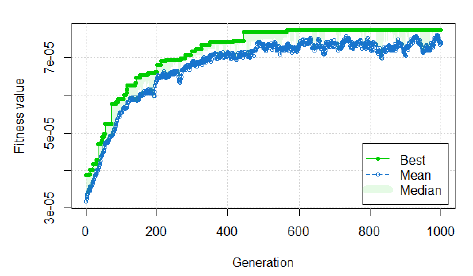 Fitness value
7e-05
5e-05
3e-05
0
200
400
600
800
1000
Generation
Best
Mean
Median